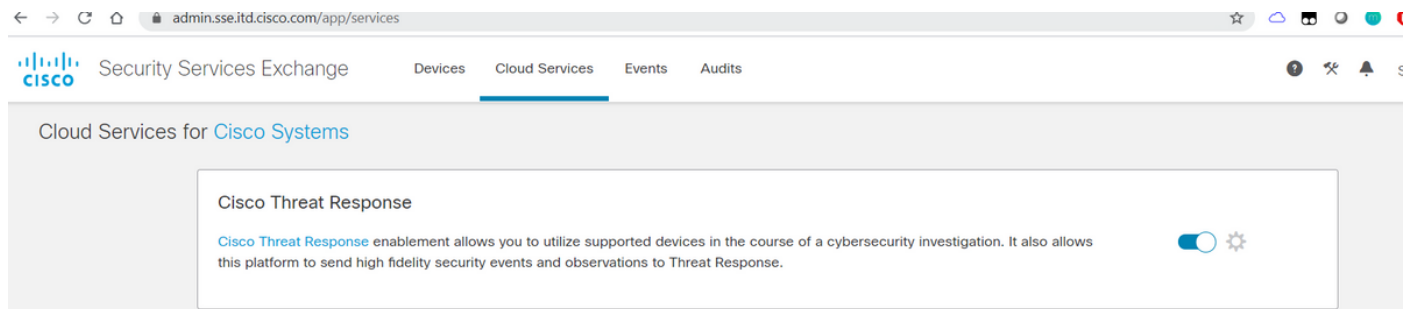 admin.sse.itd.cisco.com/app/services
CISCO
Security Services Exchange
Devices Cloud Services Events Audits
Cloud Services for Cisco Systems
Cisco Threat Response
Cisco Threat Response enablement allows you to utilize supported devices in the course of a cybersecurity investigation. It also allows
this platform to send high fidelity security events and observations to Threat Response.